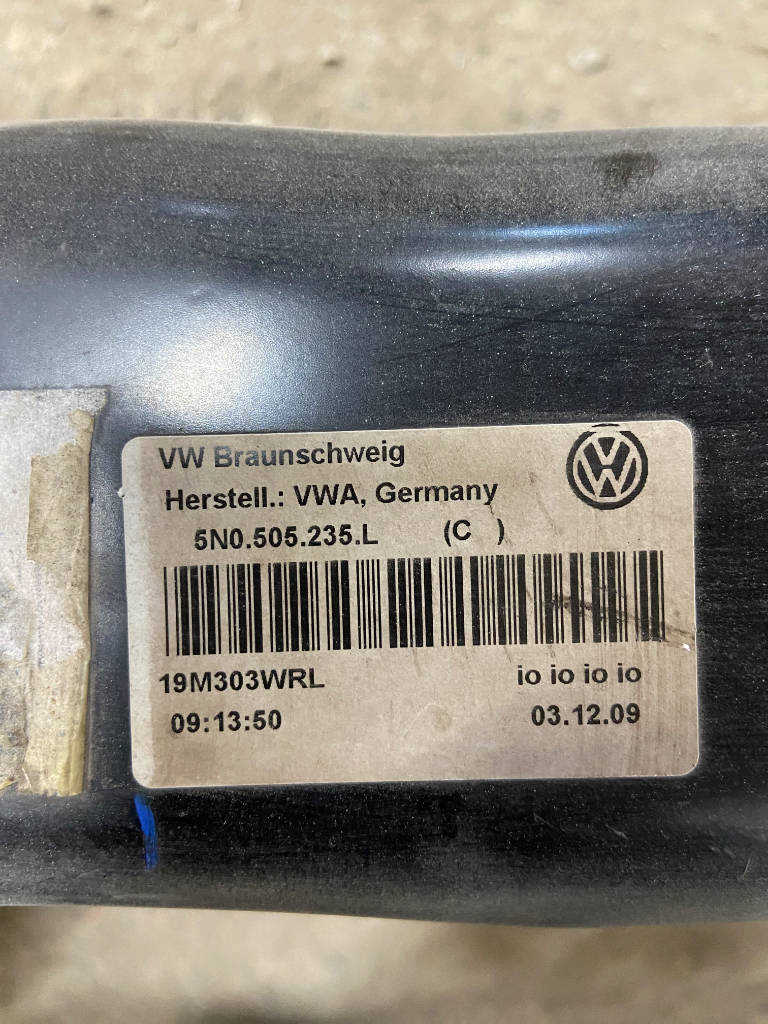 VW Braunschweig
Herstell.: VWA, Germany
5N0.505.235.L (C )
19M303WRL io io io io
09:13:50 03.12.09